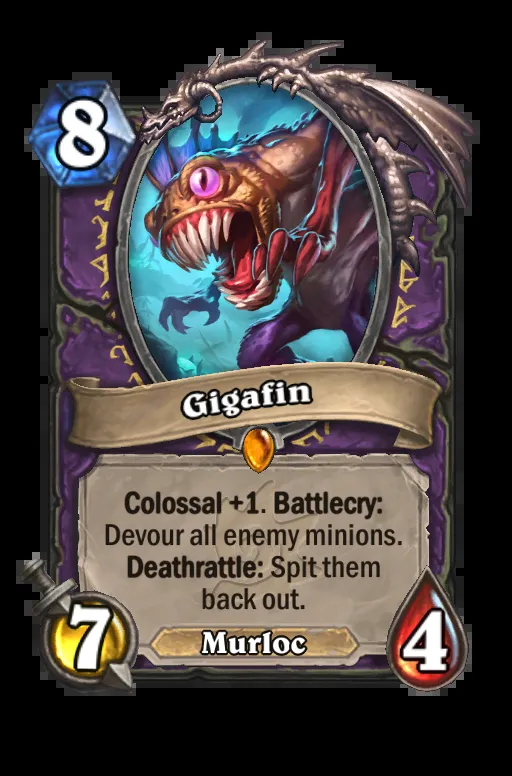 8
Gigafin
Colossal +1. Battlecry:
Devour all enemy minions.
Deathrattle: Spit them
back out.
7
Murloc
4